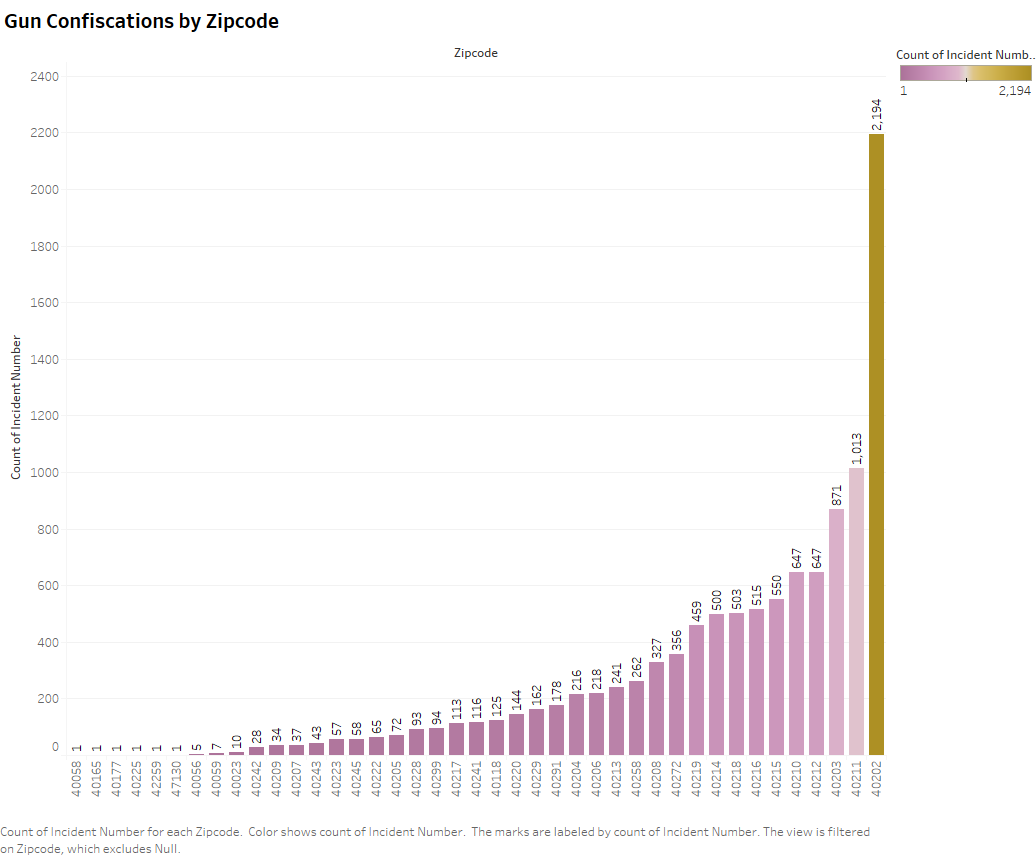 Gun Confiscations by Zipcode
Zipcode
Count of Incident Numb..
1 2,194
Count of Incident Number
2400
2200
2000
1800
1600
1400
1200
1000
800
600
400
200
0
1 1 1 1 1 1 5 7 10 28 34 37 43 57 58 65 72 93 94 113 116 125 144 162 178 216 218 241 262 327 356 459 500 503 515 550 647 647 871 1,013 2,194
40058 40165 40177 40225 42259 47130 40056 40059 40023 40242 40209 40207 40243 40223 40245 40222 40205 40228 40299 40217 40241 40118 40220 40229 40291 40204 40206 40213 40258 40208 40272 40219 40214 40218 40216 40215 40210 40212 40203 40211 40202
Count of Incident Number for each Zipcode. Color shows count of Incident Number. The marks are labeled by count of Incident Number. The view is filtered
on Zipcode, which excludes Null.